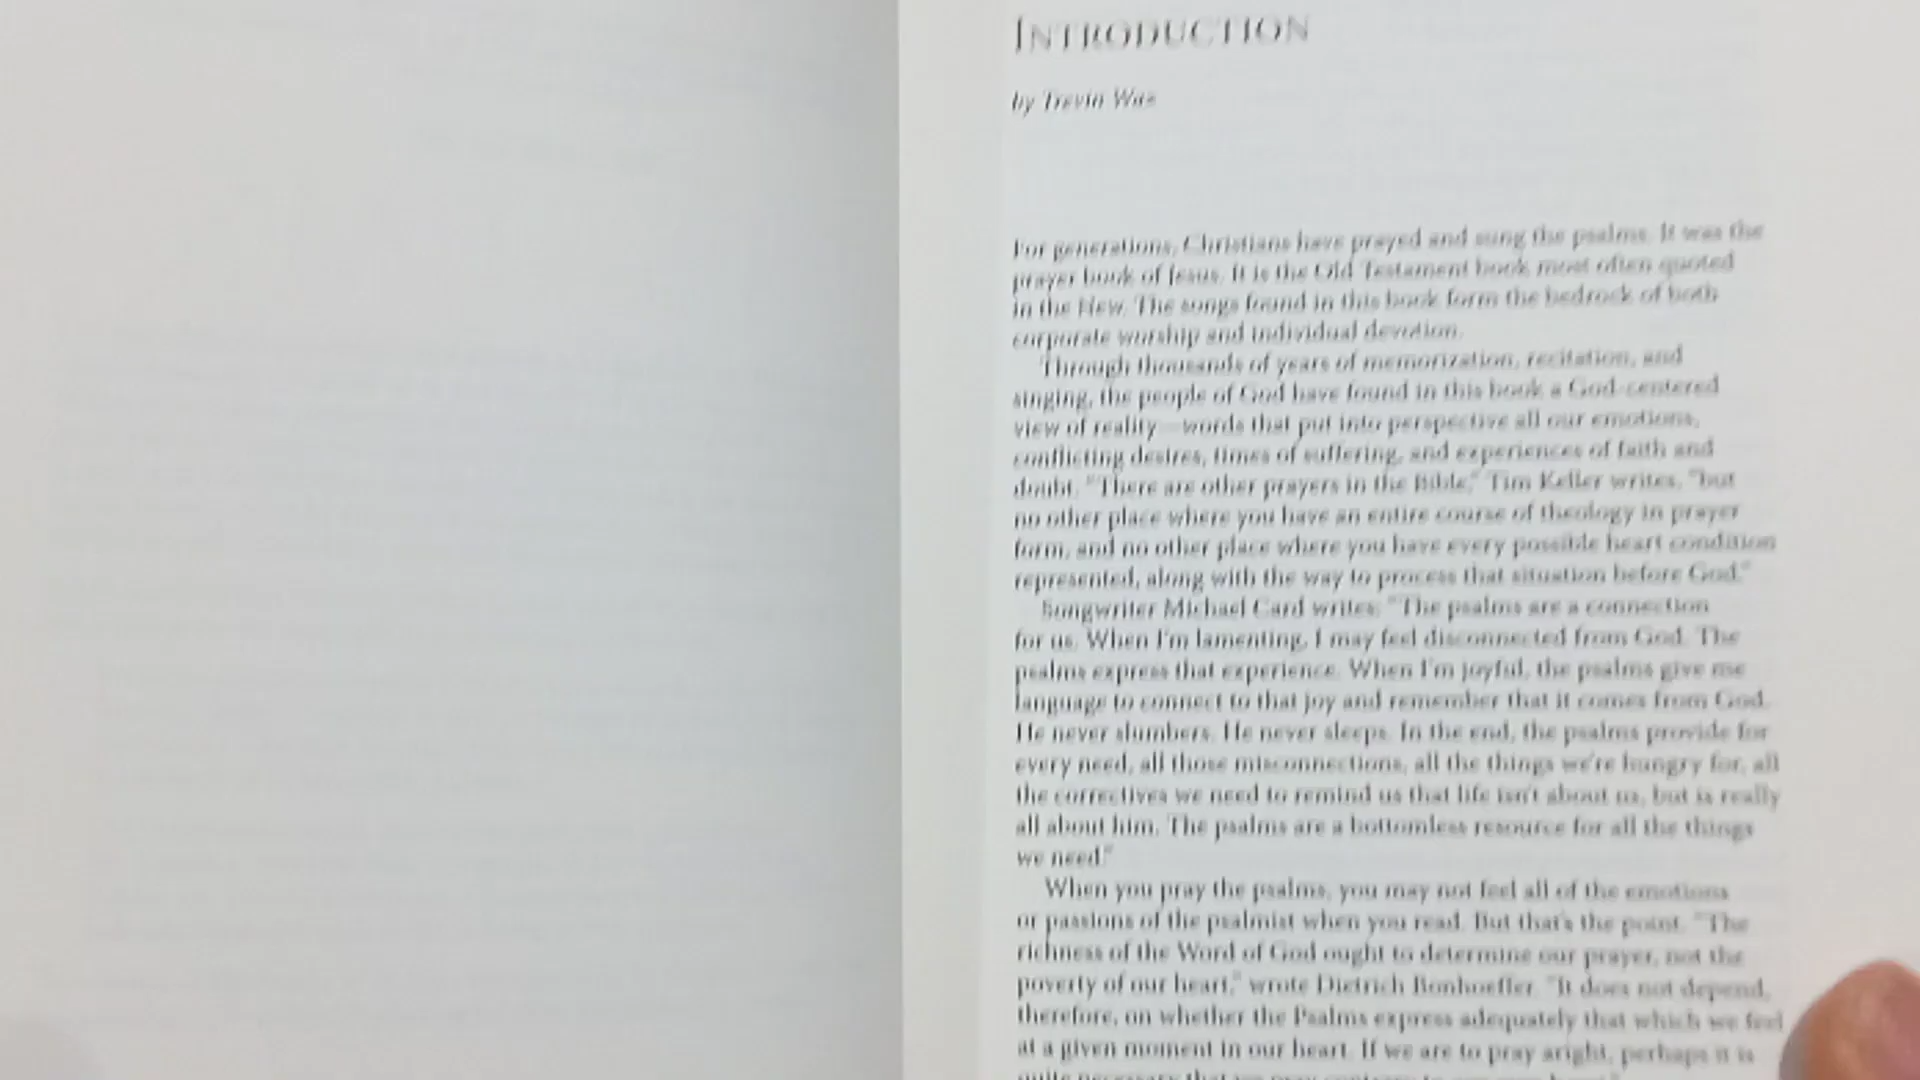 INTRODUCTION
by Trevin Wax
For generations, Christians have prayed and sung the psalms. It was the
prayer book of Jesus. It is the Old Testament book most often quoted
in the New. The songs found in this book form the bedrock of both
corporate worship and individual devotion.
Through thousands of years of memorization, recitation, and
singing, the people of God have found in this book a God-centered
view of reality—words that put into perspective all our emotions,
conflicting desires, times of suffering, and experiences of faith and
doubt. "There are other prayers in the Bible," Tim Keller writes, "but
no other place where you have an entire course of theology in prayer
form, and no other place where you have every possible heart condition
represented, along with the way to process that situation before God."
Songwriter Michael Card writes: "The psalms are a connection
for us. When I'm lamenting, I may feel disconnected from God. The
psalms express that experience. When I'm joyful, the psalms give me
language to connect to that joy and remember that it comes from God.
He never slumbers. He never sleeps. In the end, the psalms provide for
every need, all those misconnections, all the things we're hungry for, all
the correctives we need to remind us that life isn't about us, but is really
all about him. The psalms are a bottomless resource for all the things
we need."
When you pray the psalms, you may not feel all of the emotions
or passions of the psalmist when you read. But that's the point. "The
richness of the Word of God ought to determine our prayer, not the
poverty of our heart," wrote Dietrich Bonhoeffer. "It does not depend,
therefore, on whether the Psalms express adequately that which we feel
at a given moment in our heart. If we are to pray aright, perhaps it is